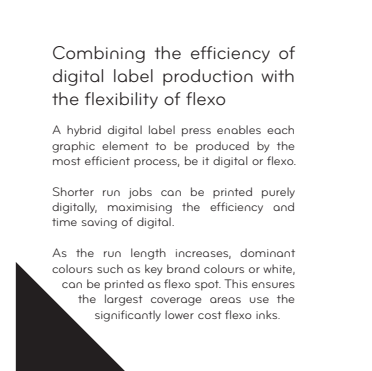 Combining the efficiency of
digital label production with
the flexibility of flexo
A hybrid digital label press enables each
graphic element to be produced by the
most efficient process, be it digital or flexo.
Shorter run jobs can be printed purely
digitally, maximising the efficiency and
time saving of digital.
As the run length increases, dominant
colours such as key brand colours or white,
can be printed as flexo spot. This ensures
the largest coverage areas use the
significantly lower cost flexo inks.